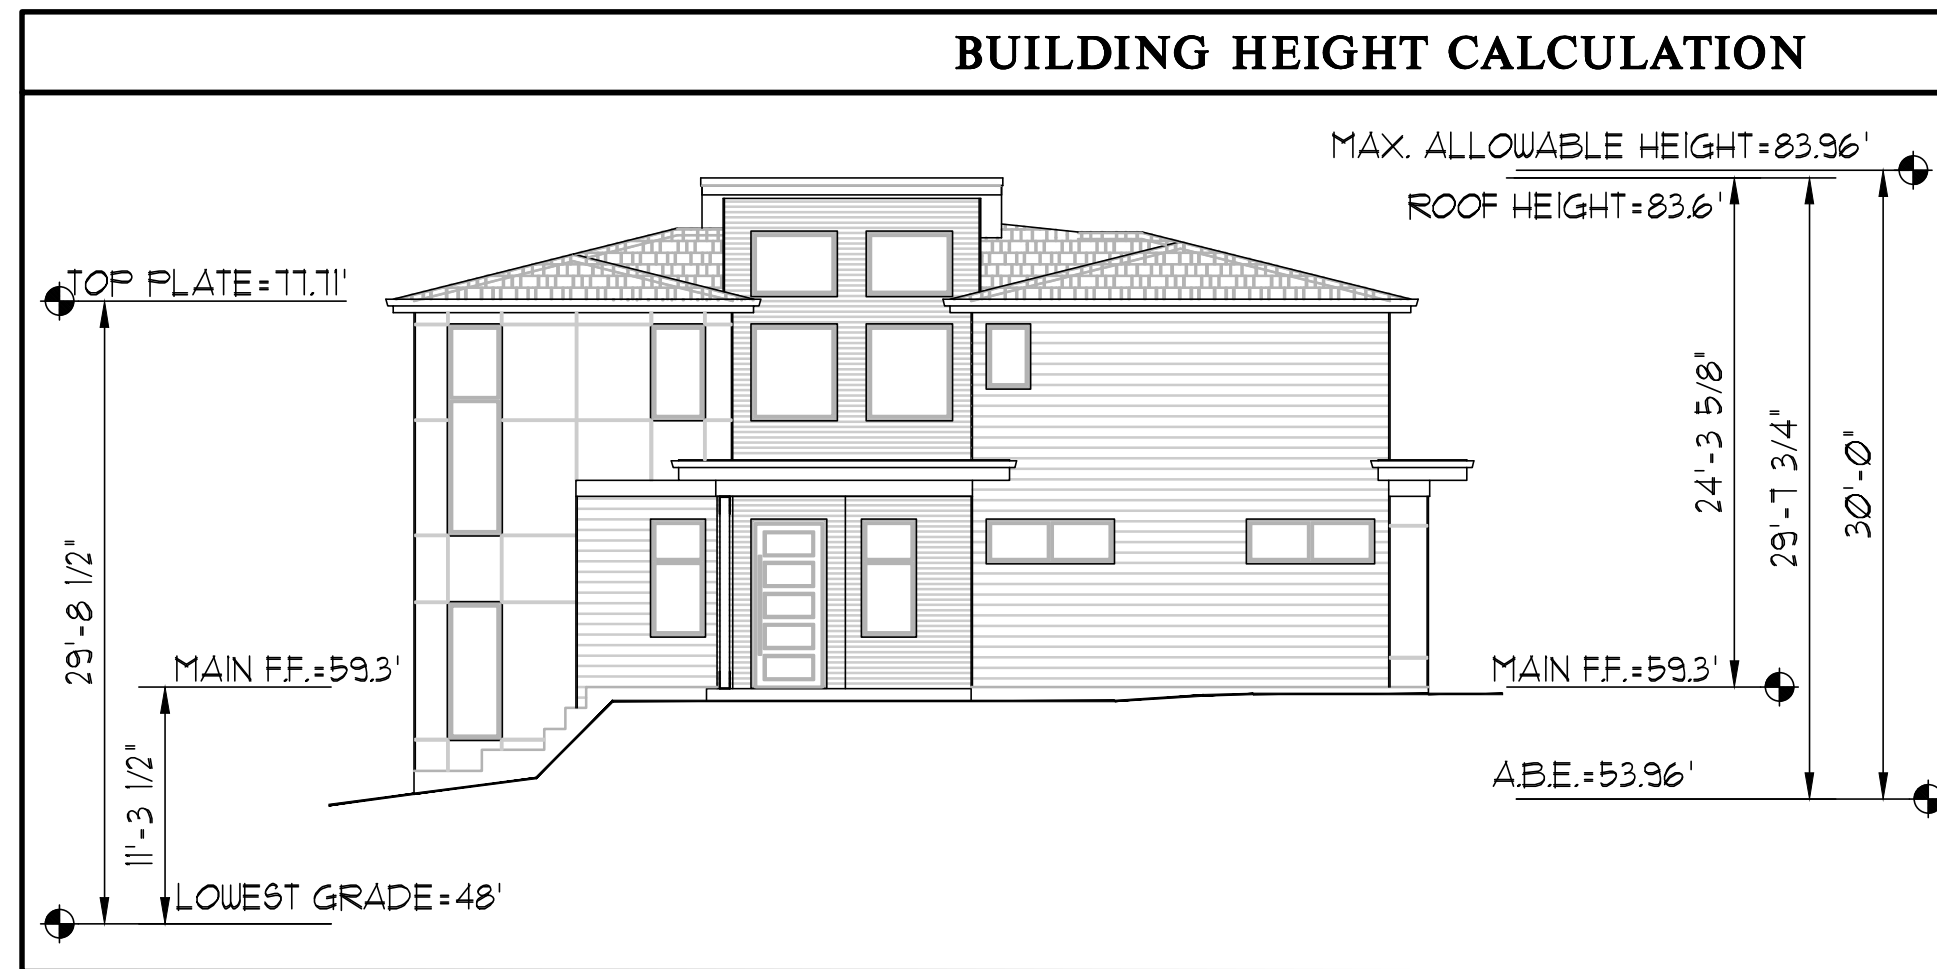 BUILDING HEIGHT CALCULATION
MAX. ALLOWABLE HEIGHT=83.96'
ROOF HEIGHT=83.6'
TOP PLATE=77.71'
24'-3 5/8"
29'-7 3/4"
30'-0"
29'-8 1/2"
MAIN F.F.=59.3'
MAIN F.F.=59.3'
11'-3 1/2"
A.B.E.=53.96'
LOWEST GRADE=48'